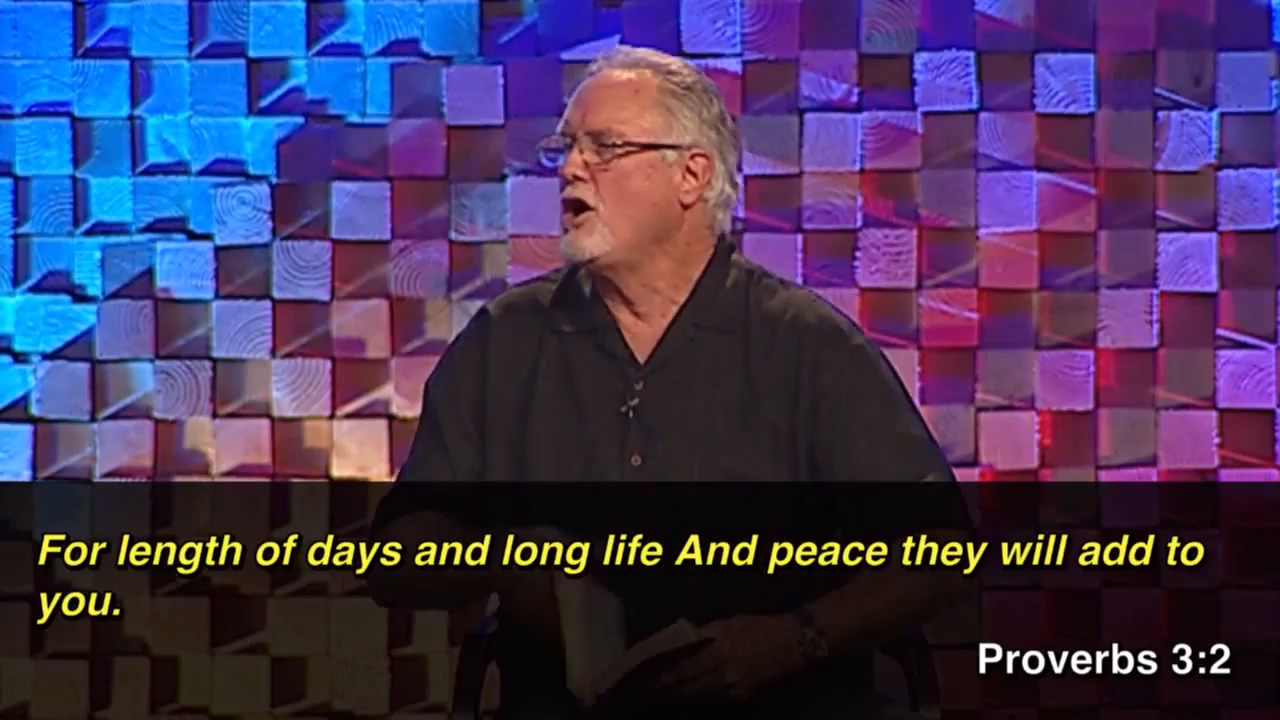 For length of days and long life And peace they will add to
you.
Proverbs 3:2